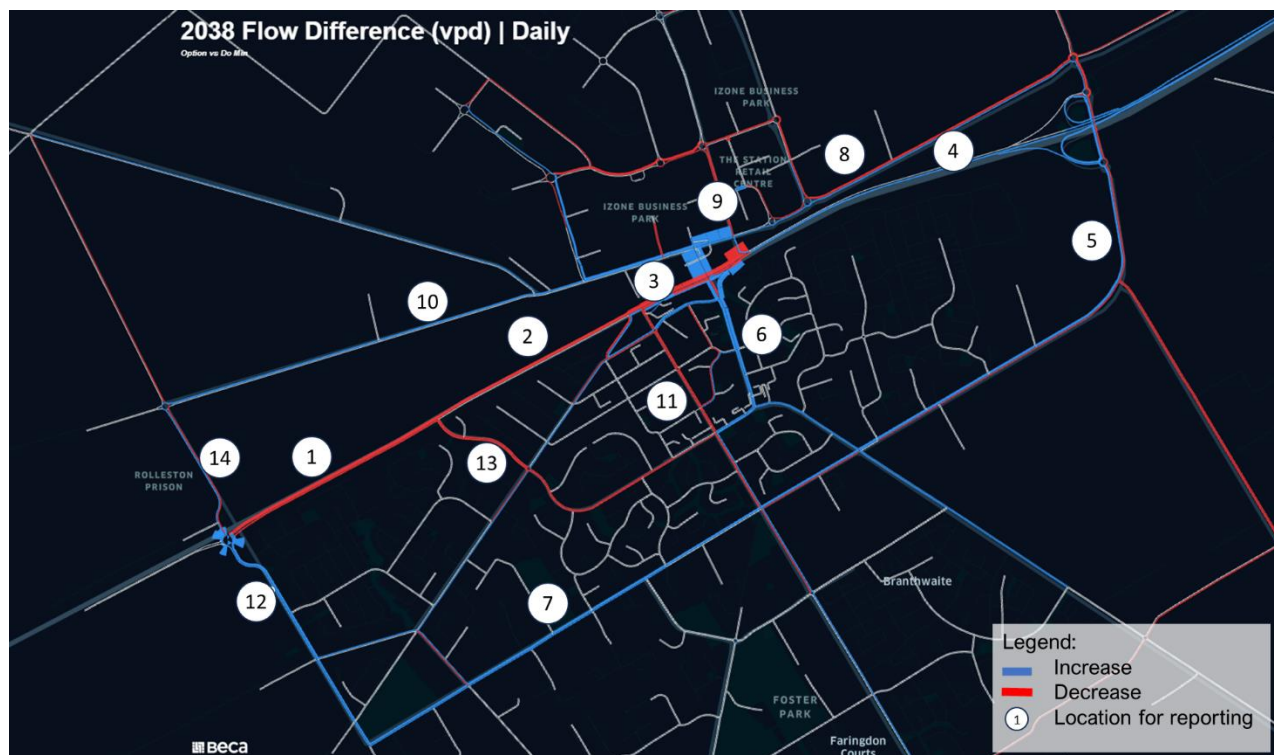 2038 Flow Difference (vpd) | Daily
Option vs Do Min
IZONE BUSINESS
PARK
8
4
THE STATION
RETAIL
CENTRE
9
IZONE BUSINESS
PARK
5
3
10
2
6
11
13
14
1
ROLLESTON
PRISON
12
7
Branthwaite
FOSTER
PARK
Faringdon
Courts
Legend:
Increase
Decrease
1 Location for reporting
Beca